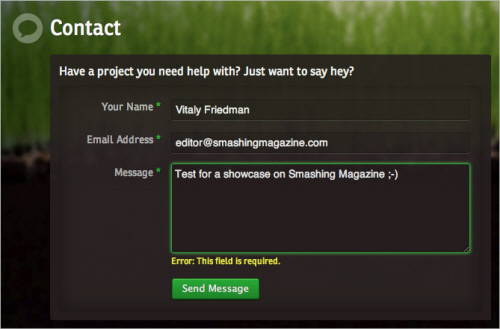 Contact
Have a project you need help with? Just want to say hey?
Your Name * Vitaly Friedman
Email Address * editor@smashingmagazine.com
Message * Test for a showcase on Smashing Magazine ;-)
Error: This field is required.
Send Message